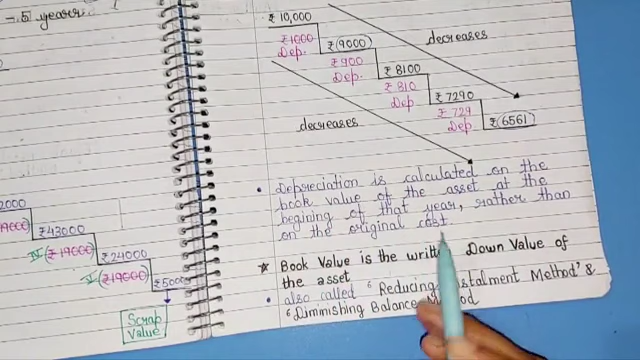 - 5 years
2000
19000)
₹43000
IV (₹19000)
₹24000
V (₹19000)
₹5000
Scrap
Value
₹ 10,000
₹1000
Dep.
₹(9000)
₹900
Dep.
₹ 8100
₹ 810
Dep
₹ 7290
₹ 729
Dep
₹(6561)
decreases
decreases
• Depreciation is calculated on the
book value of the asset at the
begining of that year, rather than
on the original cost
★ Book Value is the written Down Value of
the asset
• also called 'Reducing Instalment Method' &
'Diminishing Balance Method